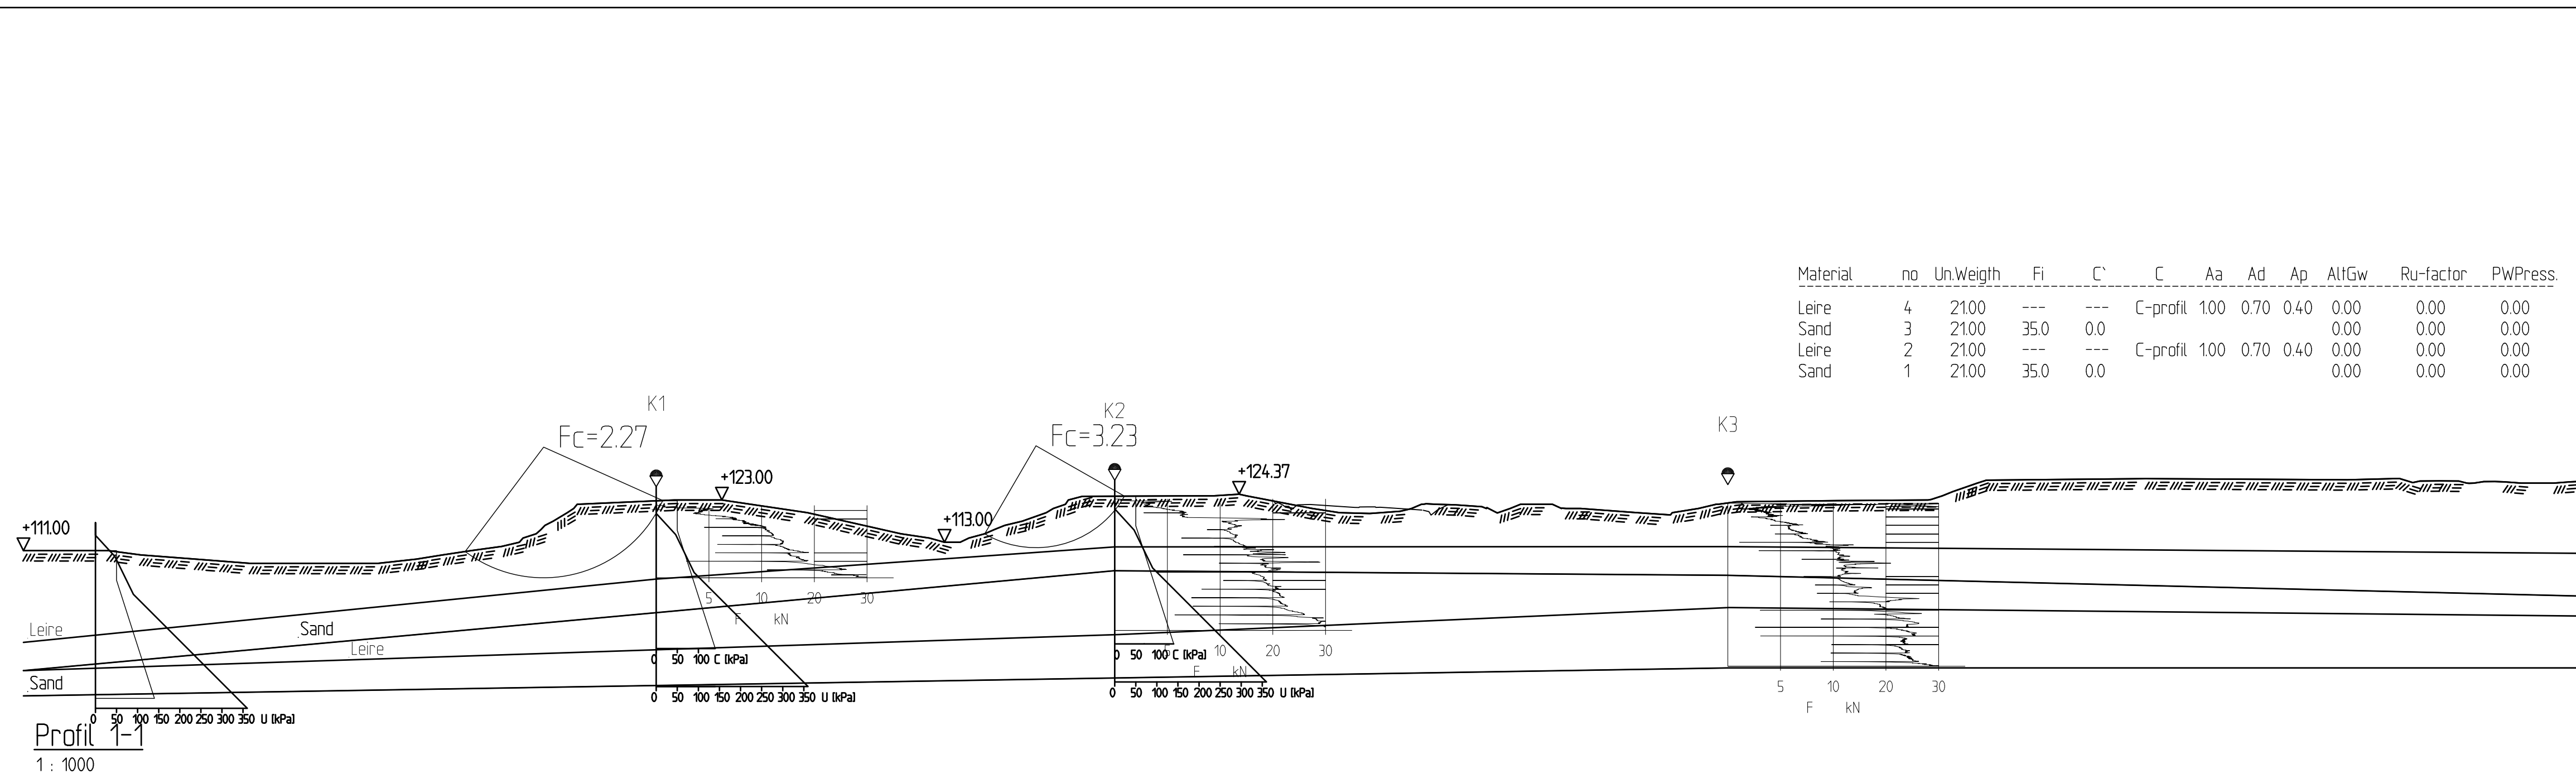 Material no Un.Weigth Fi C` C Aa Ad Ap AltGw Ru-factor PWPress.
Leire 4 21.00 --- --- C-profil 1.00 0.70 0.40 0.00 0.00 0.00
Sand 3 21.00 35.0 0.0 0.00 0.00 0.00
Leire 2 21.00 --- --- C-profil 1.00 0.70 0.40 0.00 0.00 0.00
Sand 1 21.00 35.0 0.0 0.00 0.00 0.00
K1
K2
K3
Fc=2.27
Fc=3.23
+123.00
+124.37
+111.00
+113.00
5 10 20 30
F kN
Leire
Sand
Leire
0 50 100 C [kPa]
0 50 100 C [kPa]
10 20 30
F kN
Sand
0 50 100 150 200 250 300 350 U [kPa]
0 50 100 150 200 250 300 350 U [kPa]
5 10 20 30
F kN
0 50 100 150 200 250 300 350 U [kPa]
Profil 1-1
1 : 1000